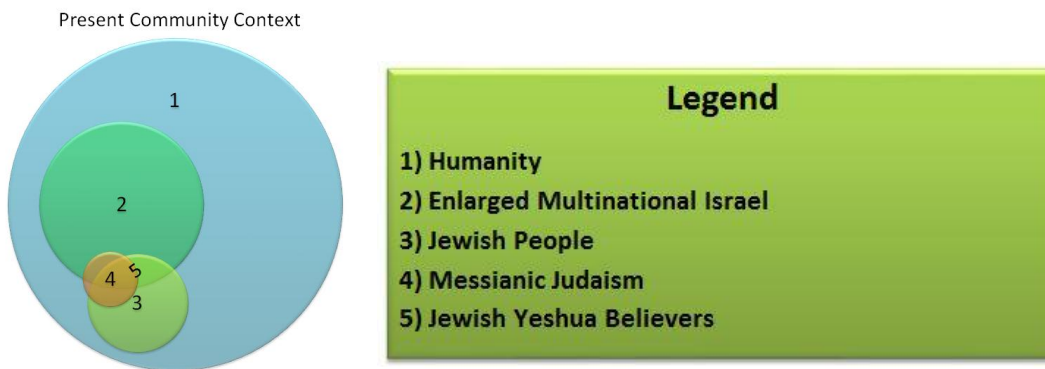 Present Community Context
1
2
5
4
3
Legend
1) Humanity
2) Enlarged Multinational Israel
3) Jewish People
4) Messianic Judaism
5) Jewish Yeshua Believers